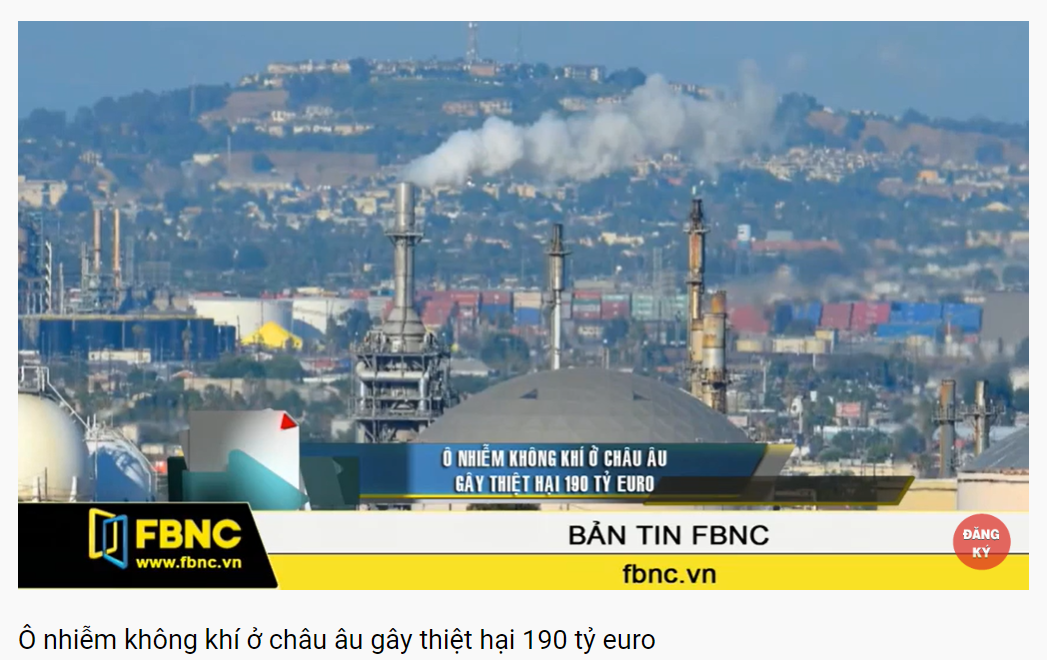 Ô NHIỄM KHÔNG KHÍ Ở CHÂU ÂU
GÂY THIỆT HẠI 190 TỶ EURO
FBNC
www.fbnc.vn
BẢN TIN FBNC
fbnc.vn
ĐĂNG
KÝ
Ô nhiễm không khí ở châu âu gây thiệt hại 190 tỷ euro